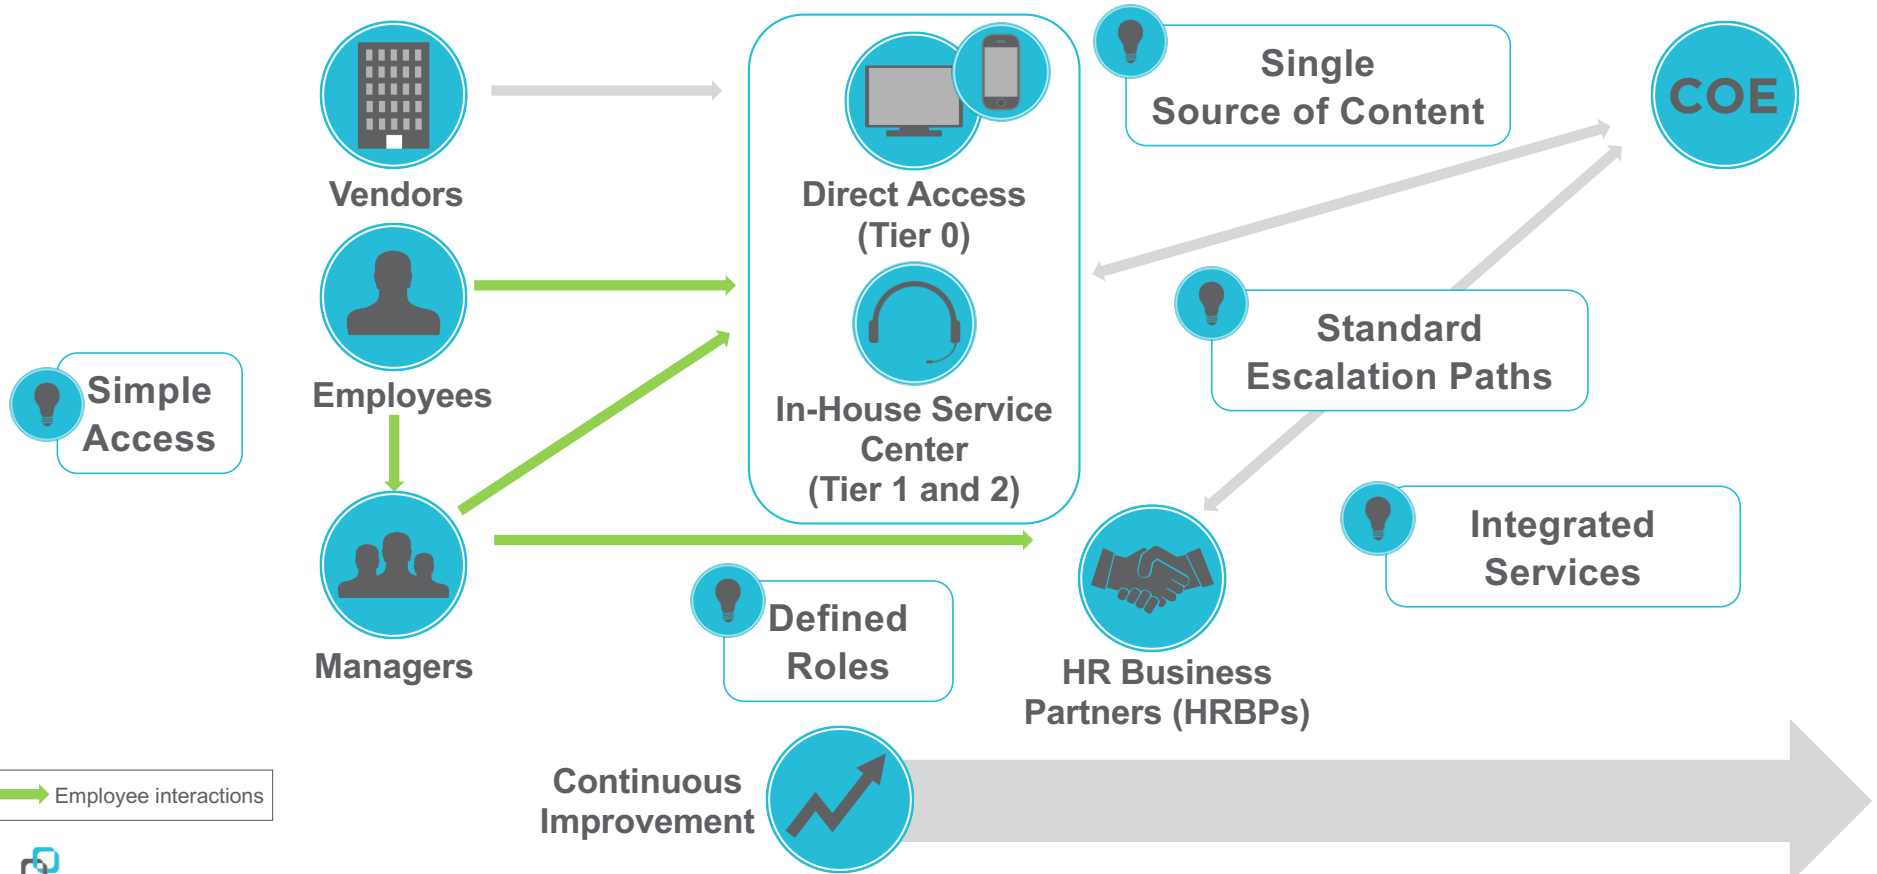 Single
Source of Content
COE
Vendors
Direct Access
(Tier 0)
Standard
Escalation Paths
Simple
Access
Employees
In-House Service
Center
(Tier 1 and 2)
Integrated
Services
Defined
Roles
Managers
HR Business
Partners (HRBPs)
Continuous
Improvement
Employee interactions